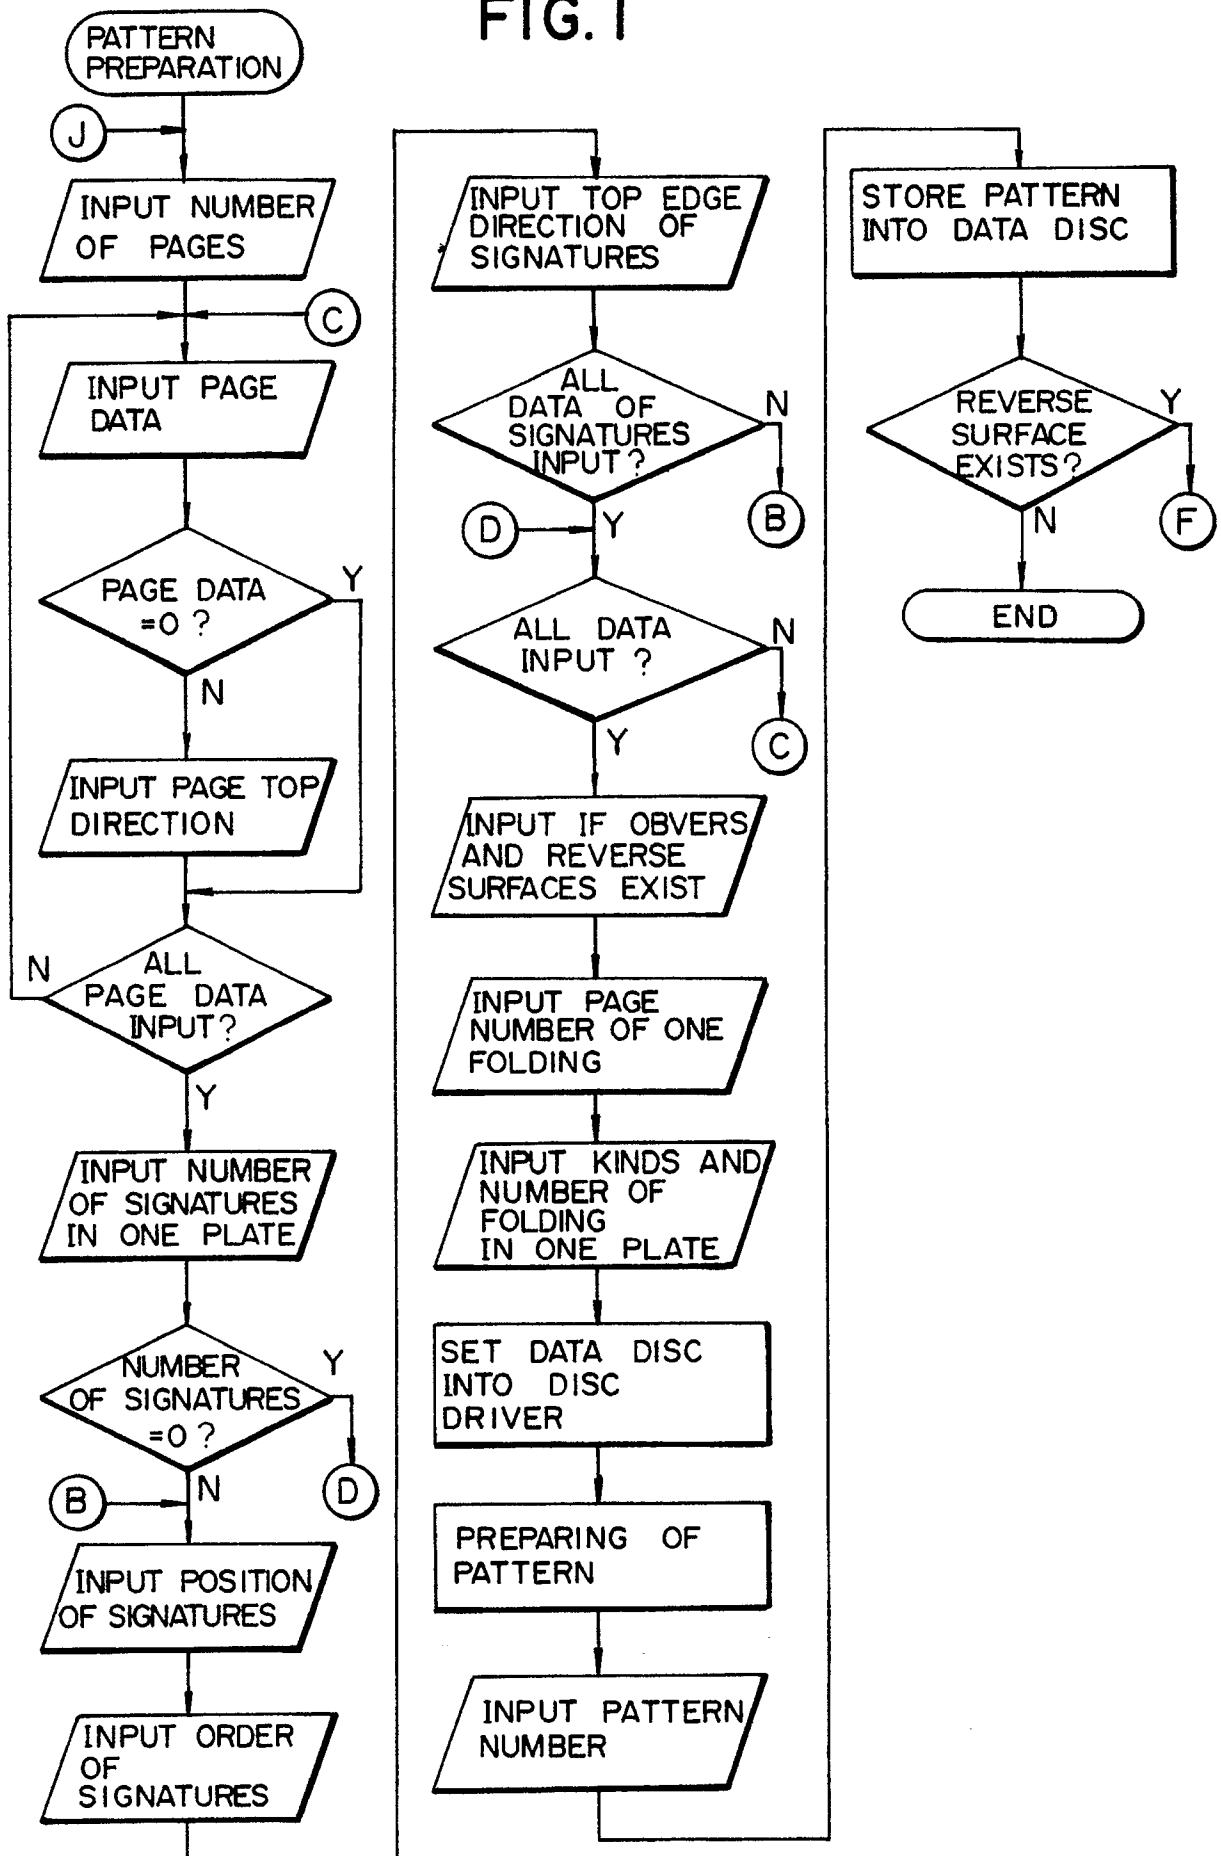 FIG. 1
PATTERN
PREPARATION
J
INPUT NUMBER
OF PAGES
C
INPUT PAGE
DATA
PAGE DATA
=0 ?
Y
N
INPUT PAGE TOP
DIRECTION
N
ALL
PAGE DATA
INPUT?
Y
INPUT NUMBER
OF SIGNATURES
IN ONE PLATE
NUMBER
OF SIGNATURES
=0 ?
Y
D
N
B
INPUT POSITION
OF SIGNATURES
INPUT ORDER
OF
SIGNATURES
INPUT TOP EDGE
DIRECTION OF
SIGNATURES
ALL
DATA OF
SIGNATURES
INPUT ?
N
B
D
Y
ALL DATA
INPUT ?
N
C
Y
INPUT IF OBVERS
AND REVERSE
SURFACES EXIST
INPUT PAGE
NUMBER OF ONE
FOLDING
INPUT KINDS AND
NUMBER OF
FOLDING
IN ONE PLATE
SET DATA DISC
INTO DISC
DRIVER
PREPARING OF
PATTERN
INPUT PATTERN
NUMBER
STORE PATTERN
INTO DATA DISC
REVERSE
SURFACE
EXISTS?
Y
F
N
END